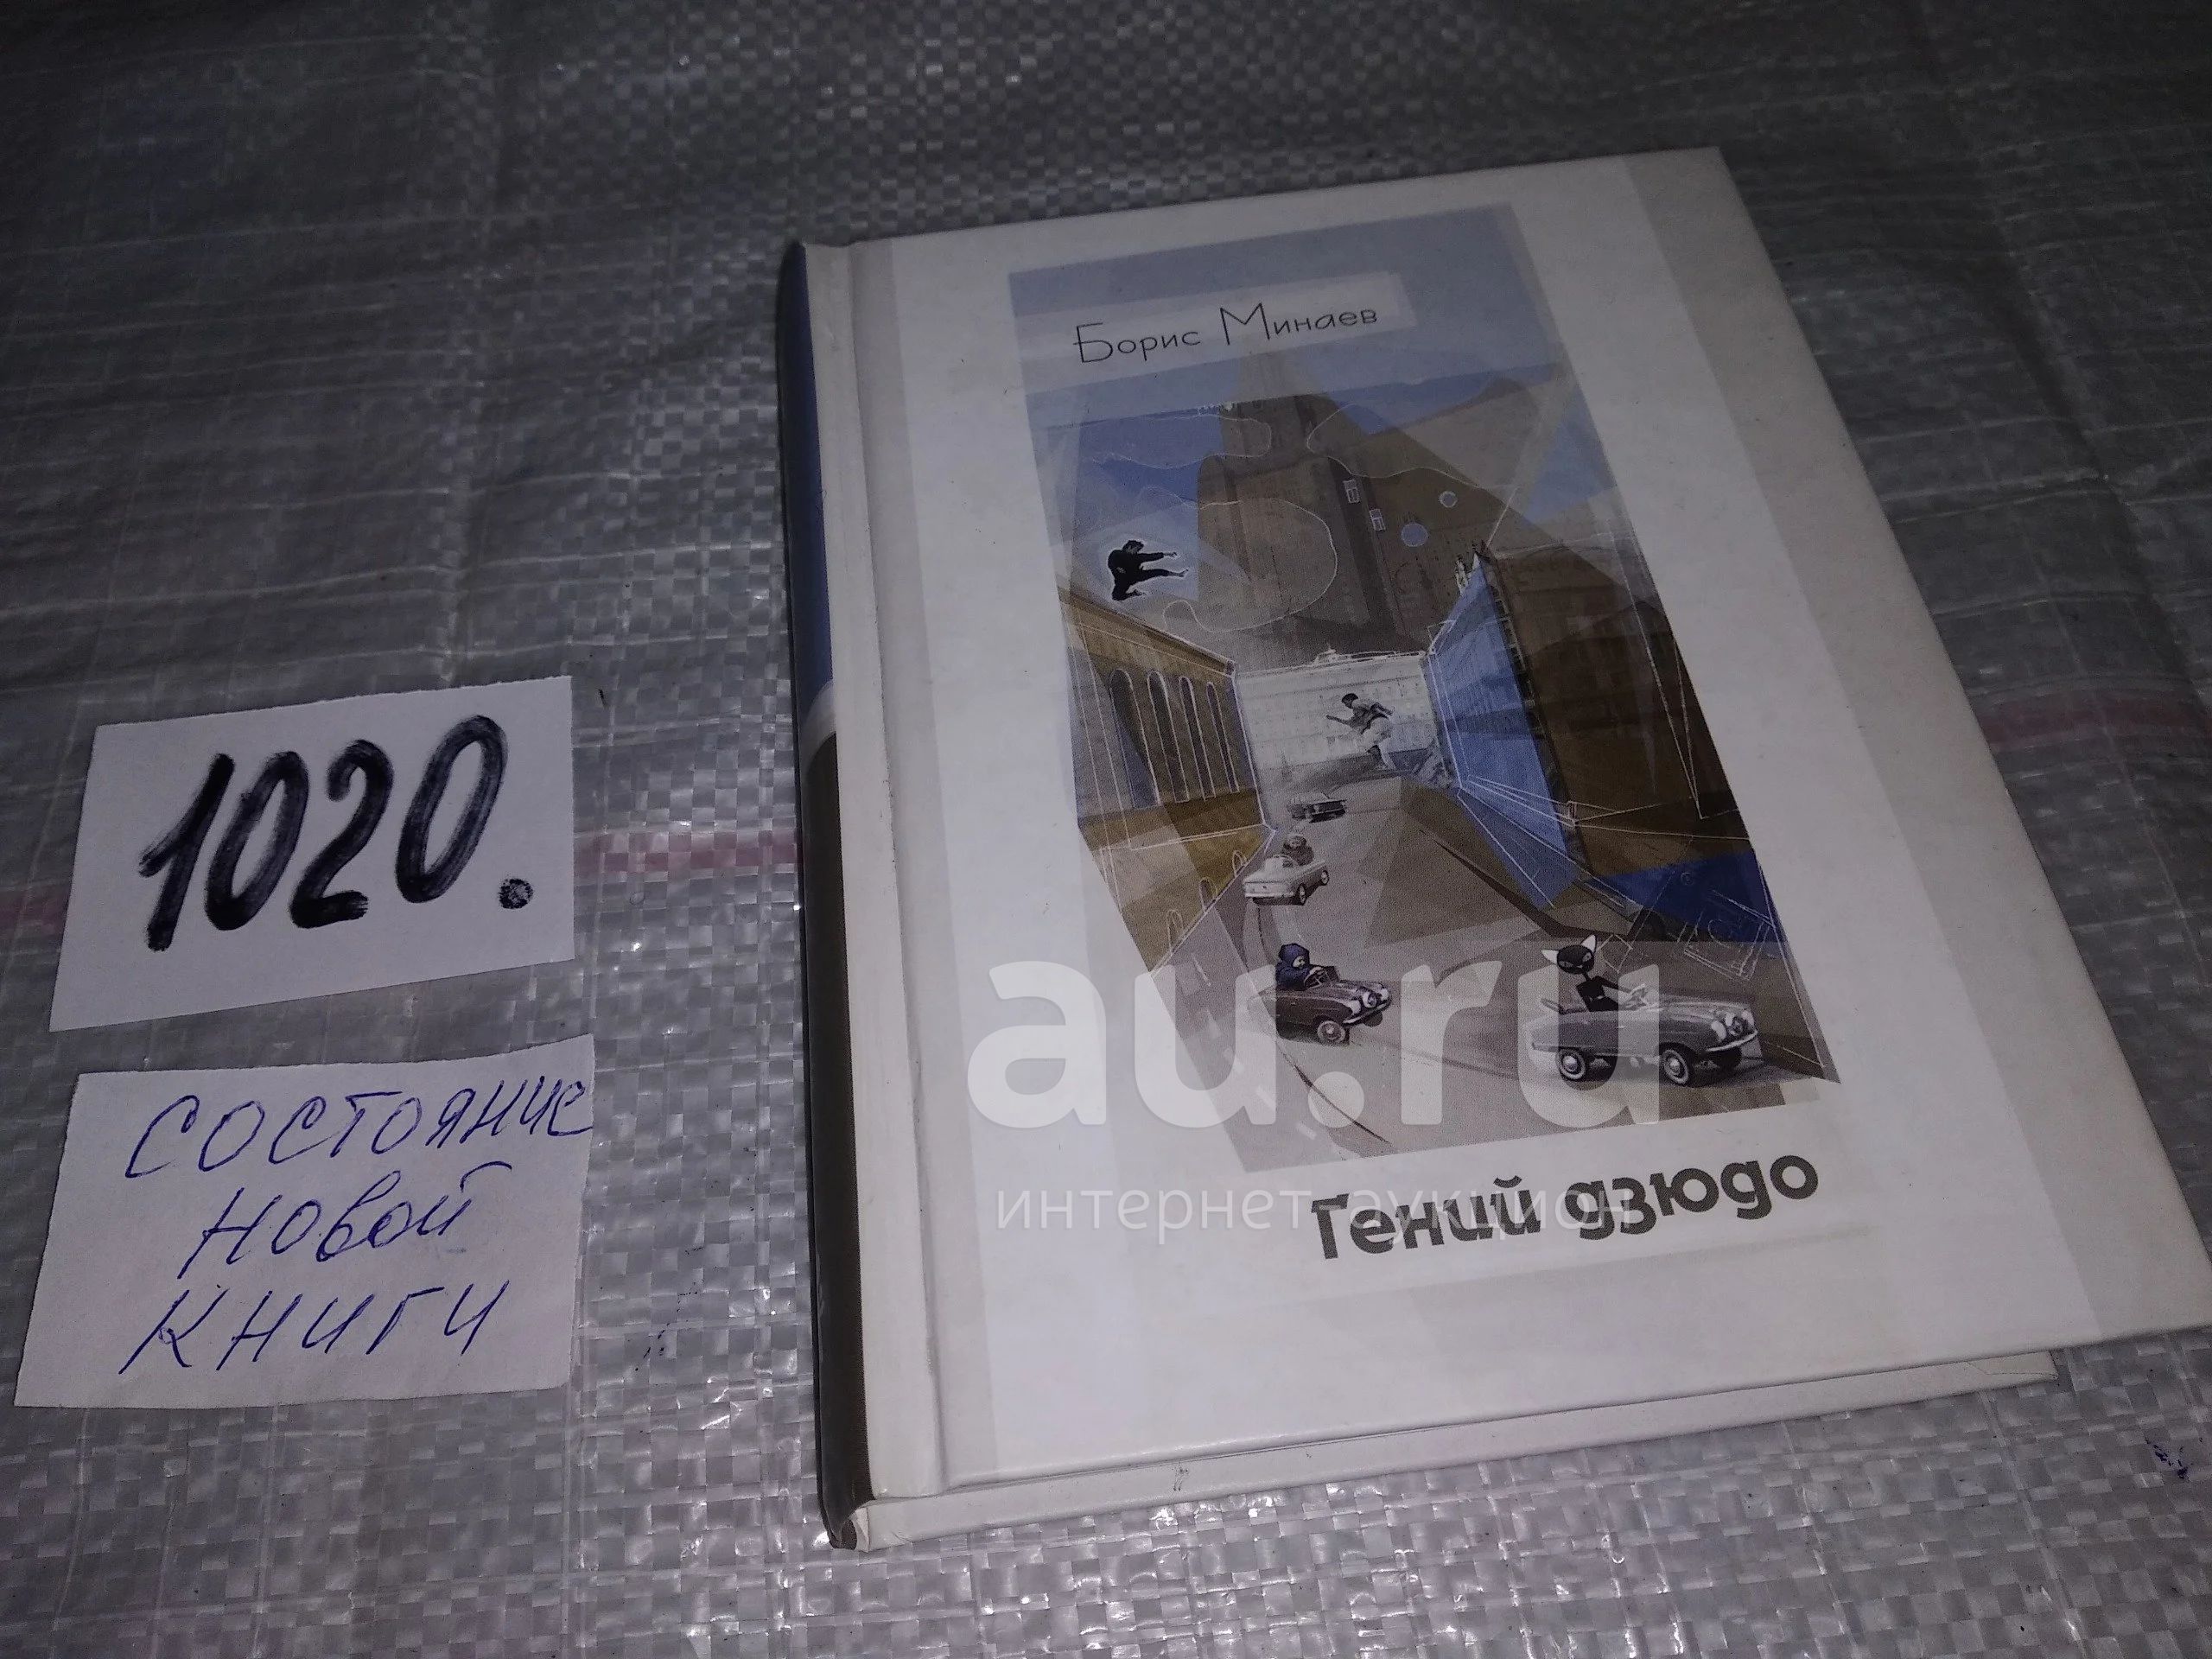 Борис Минаев
1020.
состояние
новой
книги
au.ru
интернет-аукцион
Гений дзюдо